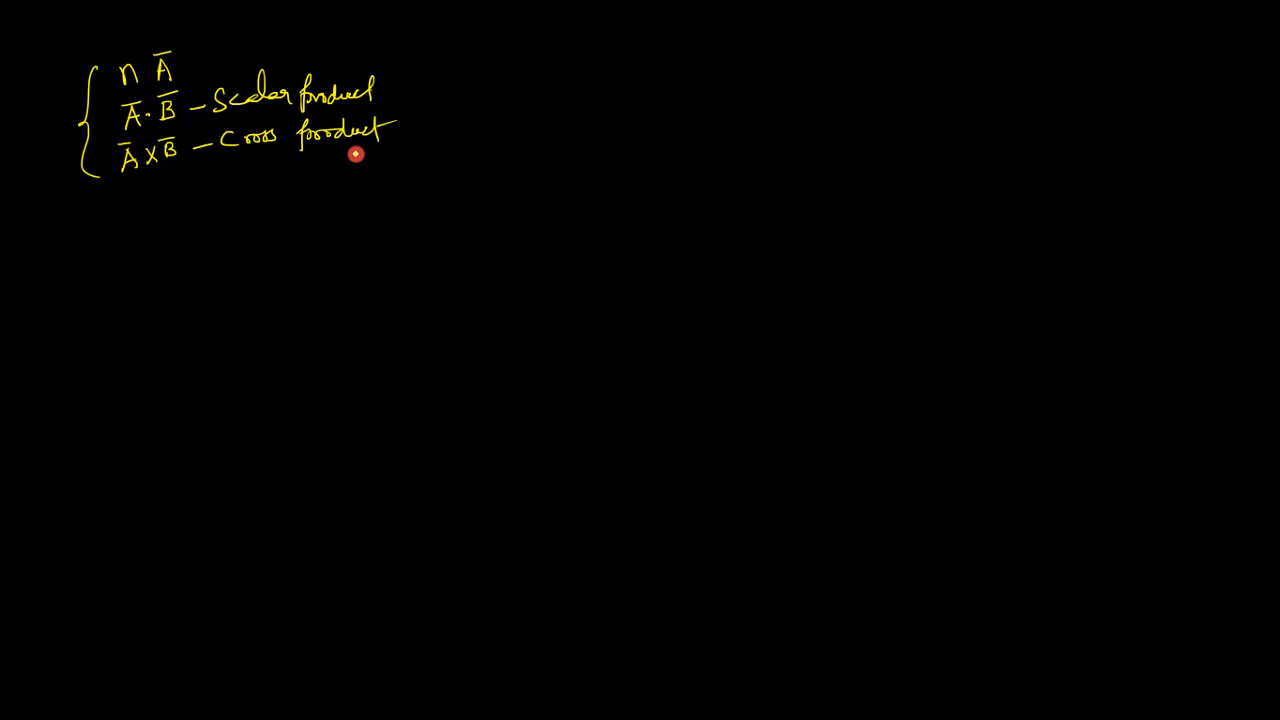 n A̅
A̅ · B̅ – Scalar product
A̅ × B̅ – Cross product